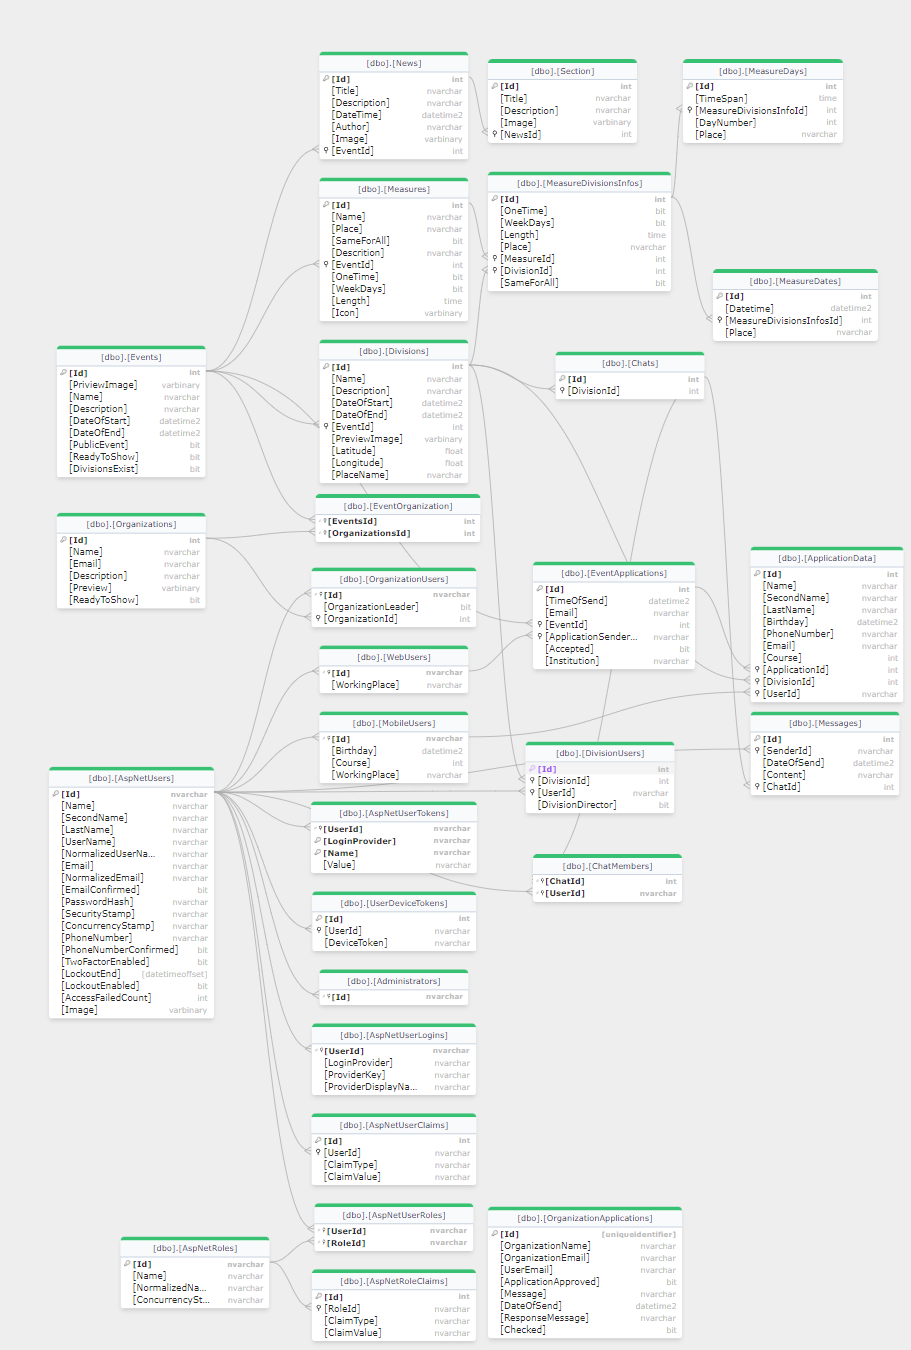 [dbo].[News]
[Id] int
[Title] nvarchar
[Description] nvarchar
[DateTime] datetime2
[Author] nvarchar
[Image] varbinary
[EventId] int
[dbo].[Section]
[Id] int
[Title] nvarchar
[Description] nvarchar
[Image] varbinary
[NewsId] int
[dbo].[MeasureDays]
[Id] int
[TimeSpan] time
[MeasureDivisionsInfoId] int
[DayNumber] int
[Place] nvarchar
[dbo].[Measures]
[Id] int
[Name] nvarchar
[Place] nvarchar
[SameForAll] bit
[Descrition] nvarchar
[EventId] int
[OneTime] bit
[WeekDays] bit
[Length] time
[Icon] varbinary
[dbo].[MeasureDivisionsInfos]
[Id] int
[OneTime] bit
[WeekDays] bit
[Length] time
[Place] nvarchar
[MeasureId] int
[DivisionId] int
[SameForAll] bit
[dbo].[MeasureDates]
[Id] int
[Datetime] datetime2
[MeasureDivisionsInfosId] int
[Place] nvarchar
[dbo].[Events]
[Id] int
[PriviewImage] varbinary
[Name] nvarchar
[Description] nvarchar
[DateOfStart] datetime2
[DateOfEnd] datetime2
[PublicEvent] bit
[ReadyToShow] bit
[DivisionsExist] bit
[dbo].[Divisions]
[Id] int
[Name] nvarchar
[Description] nvarchar
[DateOfStart] datetime2
[DateOfEnd] datetime2
[EventId] int
[PreviewImage] varbinary
[Latitude] float
[Longitude] float
[PlaceName] nvarchar
[dbo].[Chats]
[Id] int
[DivisionId] int
[dbo].[EventOrganization]
[EventsId] int
[OrganizationsId] int
[dbo].[Organizations]
[Id] int
[Name] nvarchar
[Email] nvarchar
[Description] nvarchar
[Preview] varbinary
[ReadyToShow] bit
[dbo].[OrganizationUsers]
[Id] nvarchar
[OrganizationLeader] bit
[OrganizationId] int
[dbo].[EventApplications]
[Id] int
[TimeOfSend] datetime2
[Email] nvarchar
[EventId] int
[ApplicationSender... nvarchar
[Accepted] bit
[Institution] nvarchar
[dbo].[ApplicationData]
[Id] int
[Name] nvarchar
[SecondName] nvarchar
[LastName] nvarchar
[Birthday] datetime2
[PhoneNumber] nvarchar
[Email] nvarchar
[Course] int
[ApplicationId] int
[DivisionId] int
[UserId] nvarchar
[dbo].[WebUsers]
[Id] nvarchar
[WorkingPlace] nvarchar
[dbo].[MobileUsers]
[Id] nvarchar
[Birthday] datetime2
[Course] int
[WorkingPlace] nvarchar
[dbo].[Messages]
[Id] int
[SenderId] nvarchar
[DateOfSend] datetime2
[Content] nvarchar
[ChatId] int
[dbo].[DivisionUsers]
[Id] int
[DivisionId] int
[UserId] nvarchar
[DivisionDirector] bit
[dbo].[AspNetUsers]
[Id] nvarchar
[Name] nvarchar
[SecondName] nvarchar
[LastName] nvarchar
[UserName] nvarchar
[NormalizedUserNa... nvarchar
[Email] nvarchar
[NormalizedEmail] nvarchar
[EmailConfirmed] bit
[PasswordHash] nvarchar
[SecurityStamp] nvarchar
[ConcurrencyStamp] nvarchar
[PhoneNumber] nvarchar
[PhoneNumberConfirmed] bit
[TwoFactorEnabled] bit
[LockoutEnd] [datetimeoffset]
[LockoutEnabled] bit
[AccessFailedCount] int
[Image] varbinary
[dbo].[AspNetUserTokens]
[UserId] nvarchar
[LoginProvider] nvarchar
[Name] nvarchar
[Value] nvarchar
[dbo].[ChatMembers]
[ChatId] int
[UserId] nvarchar
[dbo].[UserDeviceTokens]
[Id] int
[UserId] nvarchar
[DeviceToken] nvarchar
[dbo].[Administrators]
[Id] nvarchar
[dbo].[AspNetUserLogins]
[UserId] nvarchar
[LoginProvider] nvarchar
[ProviderKey] nvarchar
[ProviderDisplayNa... nvarchar
[dbo].[AspNetUserClaims]
[Id] int
[UserId] nvarchar
[ClaimType] nvarchar
[ClaimValue] nvarchar
[dbo].[AspNetUserRoles]
[UserId] nvarchar
[RoleId] nvarchar
[dbo].[OrganizationApplications]
[Id] [uniqueidentifier]
[OrganizationName] nvarchar
[OrganizationEmail] nvarchar
[UserEmail] nvarchar
[ApplicationApproved] bit
[Message] nvarchar
[DateOfSend] datetime2
[ResponseMessage] nvarchar
[Checked] bit
[dbo].[AspNetRoles]
[Id] nvarchar
[Name] nvarchar
[NormalizedNa... nvarchar
[ConcurrencySt... nvarchar
[dbo].[AspNetRoleClaims]
[Id] int
[RoleId] nvarchar
[ClaimType] nvarchar
[ClaimValue] nvarchar